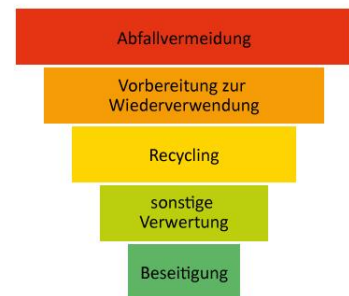 Abfallvermeidung
Vorbereitung zur
Wiederverwendung
Recycling
sonstige
Verwertung
Beseitigung